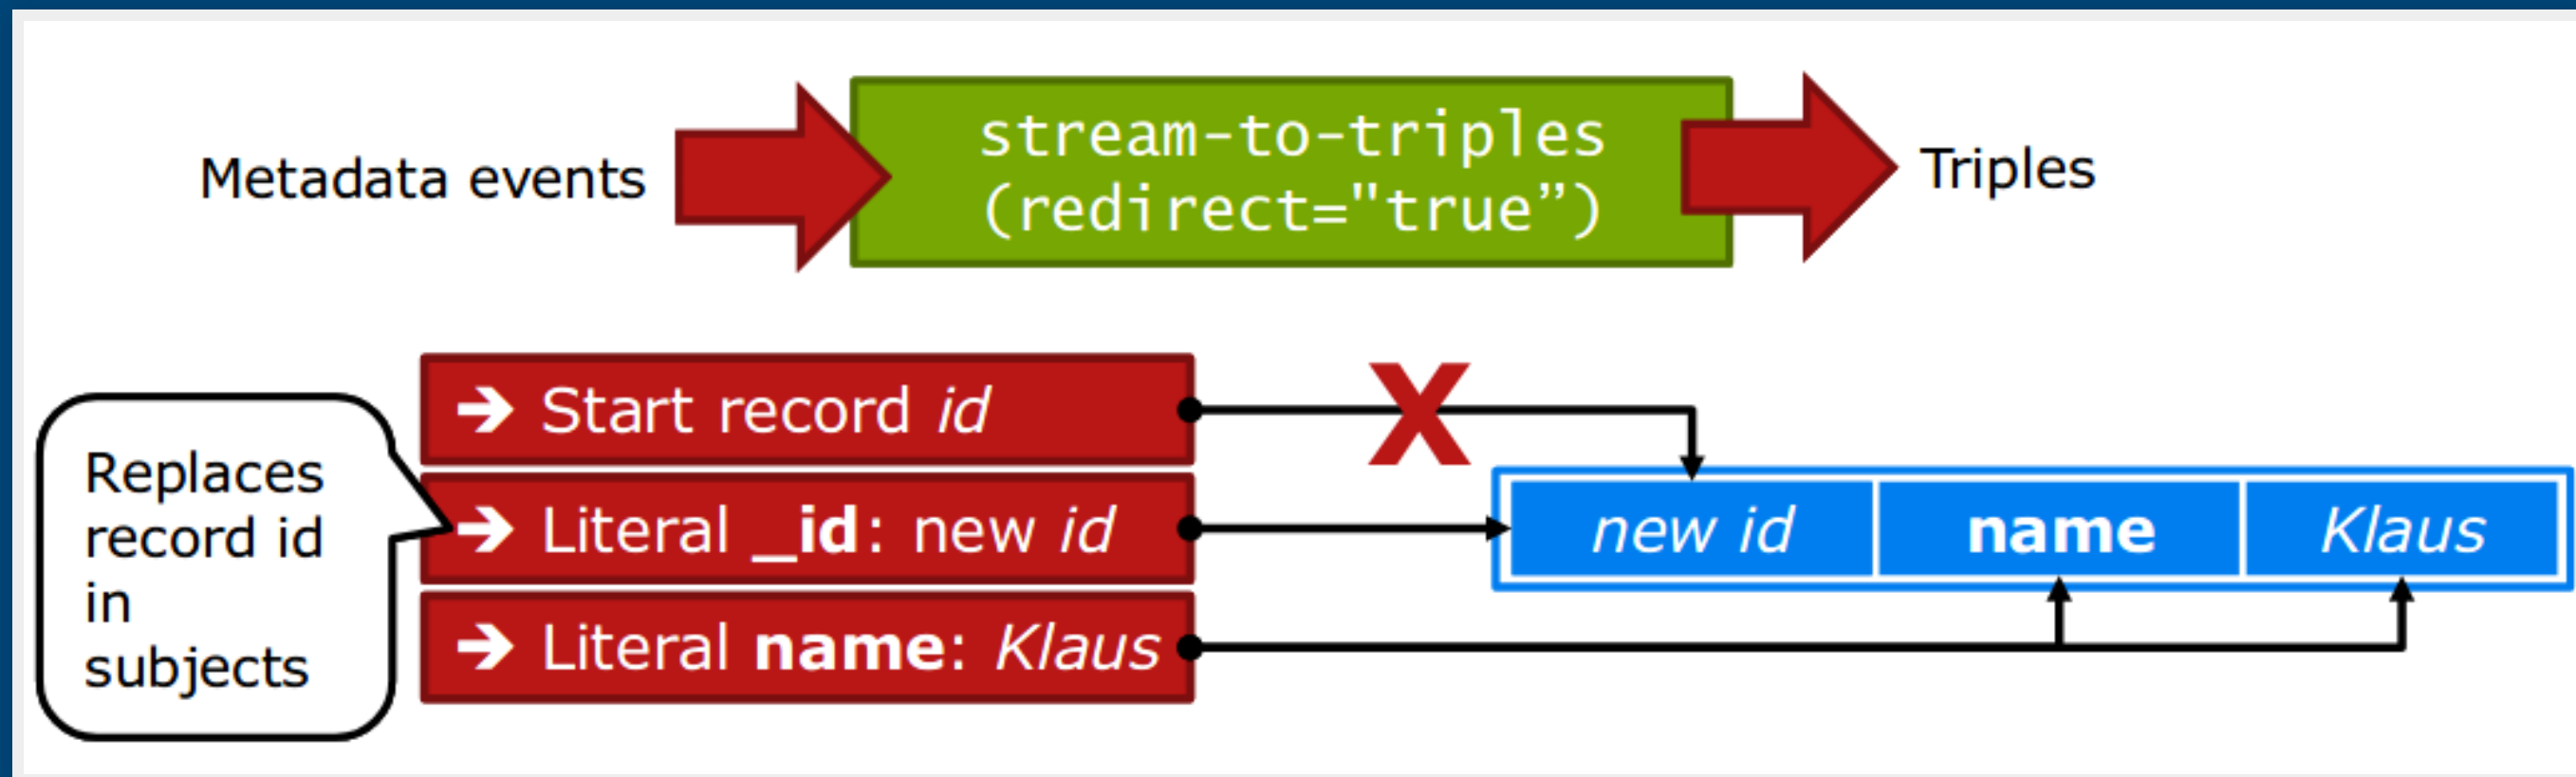 Metadata events
stream-to-triples
(redirect="true”)
Triples
➔ Start record id
X
Replaces
record id
in
subjects
➔ Literal _id: new id
new id name Klaus
➔ Literal name: Klaus